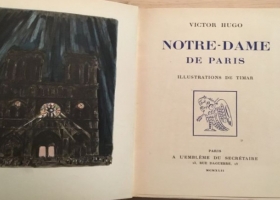 VICTOR HUGO
NOTRE-DAME
DE PARIS
ILLUSTRATIONS DE TIMAR
PARIS
A L'EMBLÈME DU SECRÉTAIRE